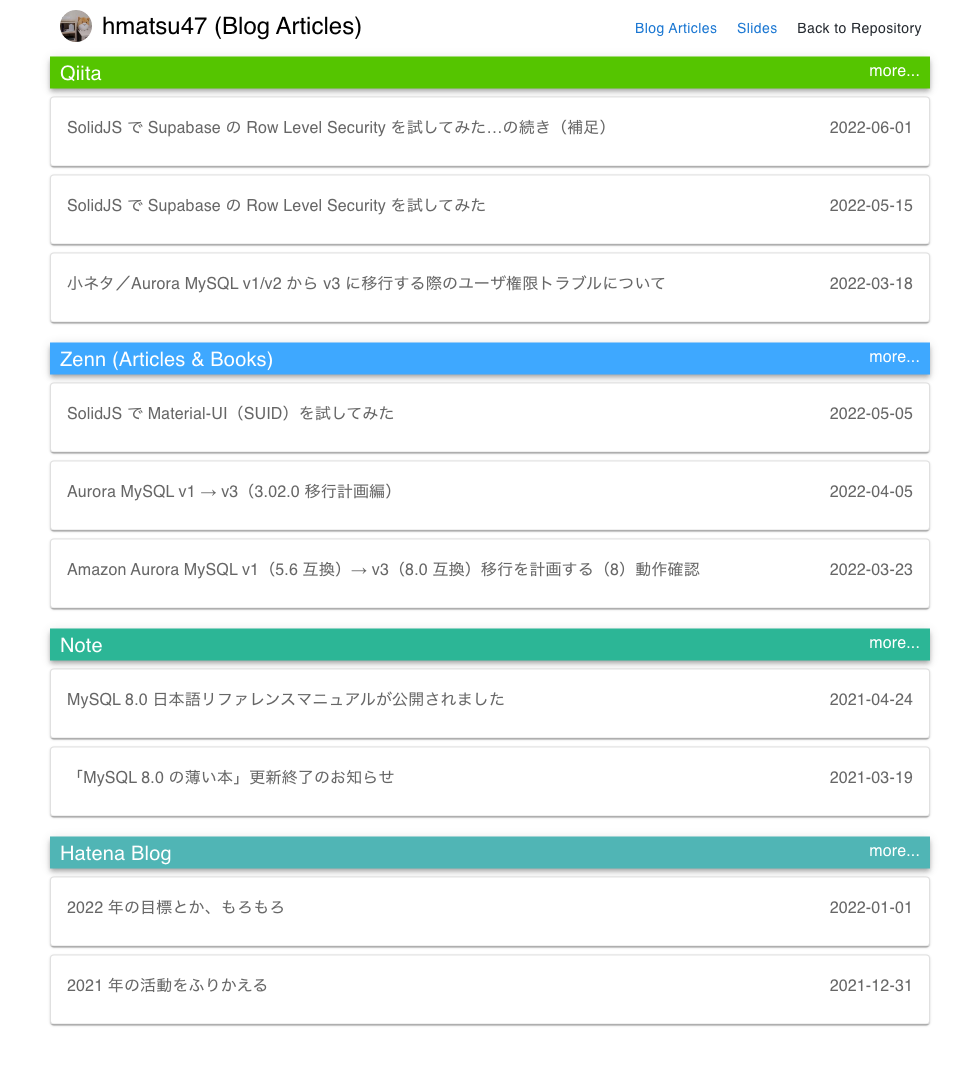 hmatsu47 (Blog Articles)
Blog Articles Slides Back to Repository
Qiita more...
SolidJS で Supabase の Row Level Security を試してみた…の続き（補足） 2022-06-01
SolidJS で Supabase の Row Level Security を試してみた 2022-05-15
小ネタ／Aurora MySQL v1/v2 から v3 に移行する際のユーザ権限トラブルについて 2022-03-18
Zenn (Articles & Books) more...
SolidJS で Material-UI（SUID）を試してみた 2022-05-05
Aurora MySQL v1 → v3（3.02.0 移行計画編） 2022-04-05
Amazon Aurora MySQL v1（5.6 互換）→ v3（8.0 互換）移行を計画する（8）動作確認 2022-03-23
Note more...
MySQL 8.0 日本語リファレンスマニュアルが公開されました 2021-04-24
「MySQL 8.0 の薄い本」更新終了のお知らせ 2021-03-19
Hatena Blog more...
2022 年の目標とか、もろもろ 2022-01-01
2021 年の活動をふりかえる 2021-12-31